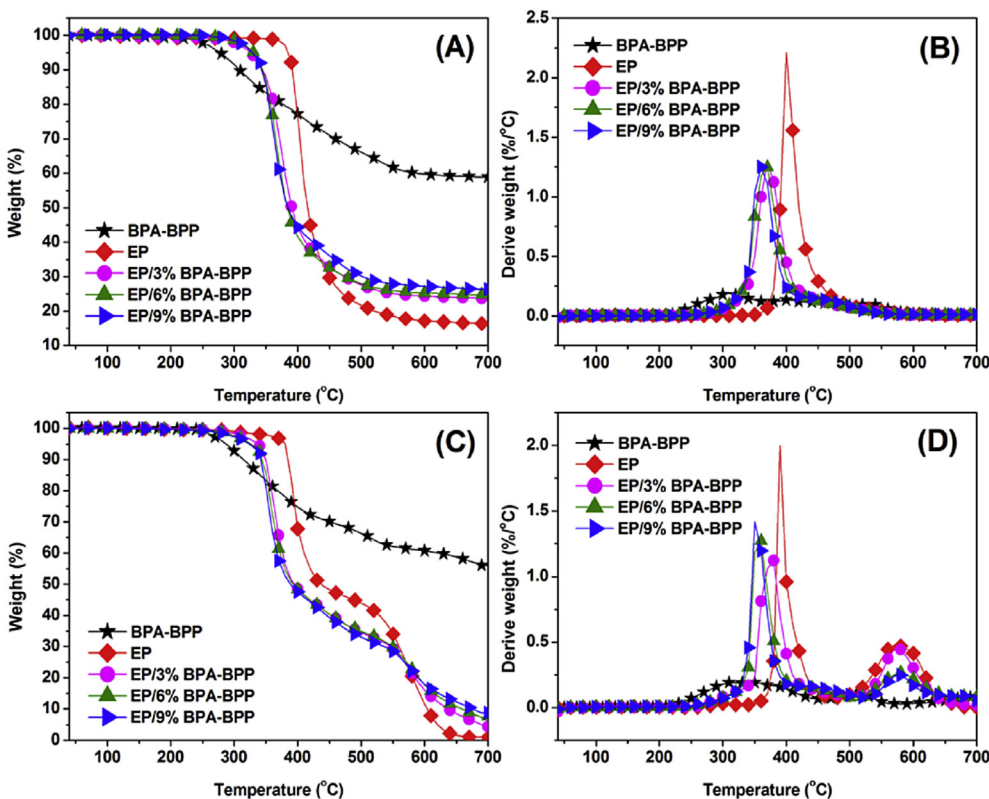 (A)
100
90
80
70
60
50
40
30
20
10
Weight (%)
BPA-BPP
EP
EP/3% BPA-BPP
EP/6% BPA-BPP
EP/9% BPA-BPP
100 200 300 400 500 600 700
Temperature (°C)
(B)
2.5
2.0
1.5
1.0
0.5
0.0
Derive weight (%/°C)
BPA-BPP
EP
EP/3% BPA-BPP
EP/6% BPA-BPP
EP/9% BPA-BPP
100 200 300 400 500 600 700
Temperature (°C)
(C)
100
90
80
70
60
50
40
30
20
10
0
Weight (%)
BPA-BPP
EP
EP/3% BPA-BPP
EP/6% BPA-BPP
EP/9% BPA-BPP
100 200 300 400 500 600 700
Temperature (°C)
(D)
2.0
1.5
1.0
0.5
0.0
Derive weight (%/°C)
BPA-BPP
EP
EP/3% BPA-BPP
EP/6% BPA-BPP
EP/9% BPA-BPP
100 200 300 400 500 600 700
Temperature (°C)